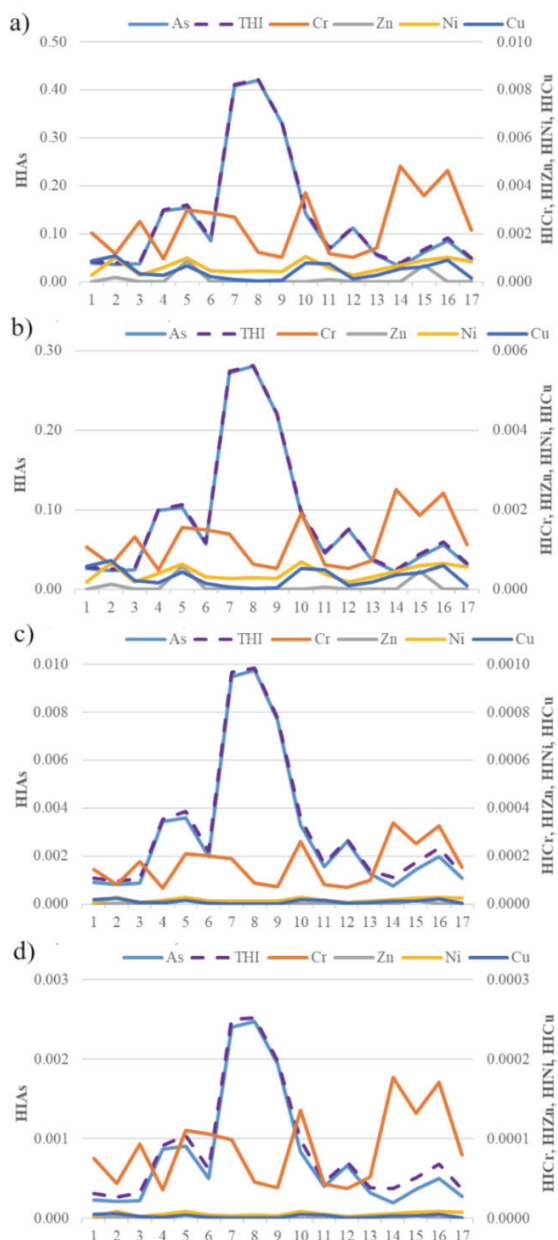 a)
As THI Cr Zn Ni Cu
0.50 0.010
0.40 0.008
0.30 0.006
0.20 0.004
0.10 0.002
0.00 0.000
HIAs
HICr, HIZn, HINi, HICu
1 2 3 4 5 6 7 8 9 10 11 12 13 14 15 16 17
b)
As THI Cr Zn Ni Cu
0.30 0.006
0.20 0.004
0.10 0.002
0.00 0.000
HIAs
HICr, HIZn, HINi, HICu
1 2 3 4 5 6 7 8 9 10 11 12 13 14 15 16 17
c)
As THI Cr Zn Ni Cu
0.010 0.0010
0.008 0.0008
0.006 0.0006
0.004 0.0004
0.002 0.0002
0.000 0.0000
HIAs
HICr, HIZn, HINi, HICu
1 2 3 4 5 6 7 8 9 10 11 12 13 14 15 16 17
d)
As THI Cr Zn Ni Cu
0.003 0.0003
0.002 0.0002
0.001 0.0001
0.000 0.0000
HIAs
HICr, HIZn, HINi, HICu
1 2 3 4 5 6 7 8 9 10 11 12 13 14 15 16 17